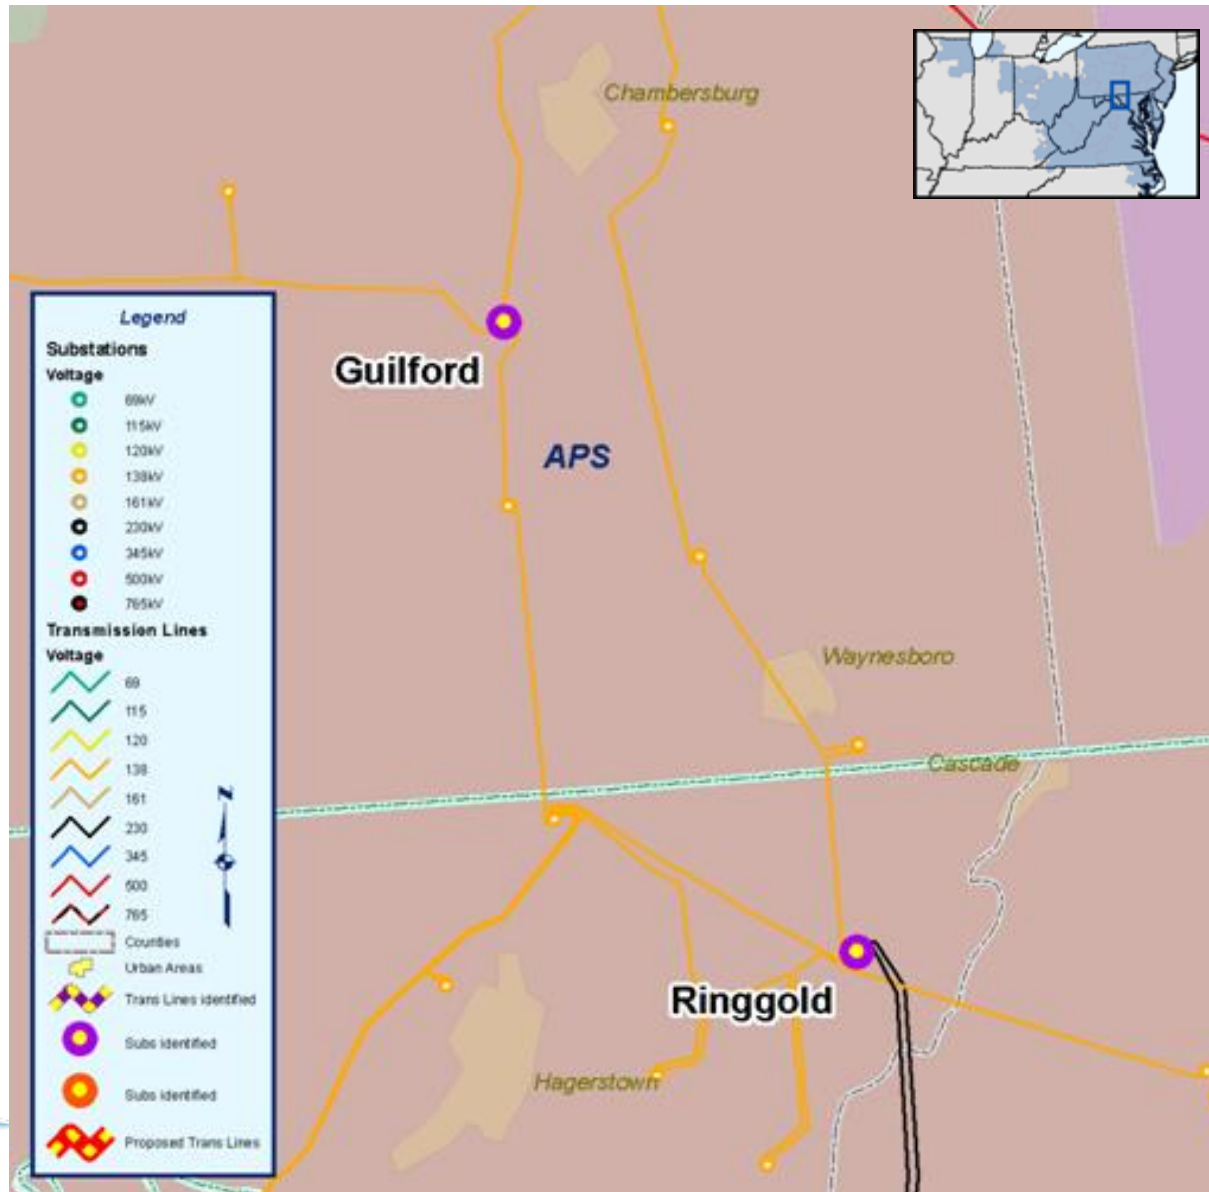 Chambersburg
Guilford
APS
Waynesboro
Cascade
Ringgold
Hagerstown
Legend
Substations
Voltage
69kV
115kV
120kV
138kV
161kV
230kV
345kV
500kV
765kV
Transmission Lines
Voltage
69
115
120
138
161
230
345
500
765
Counties
Urban Areas
Trans Lines identified
Subs identified
Subs identified
Proposed Trans Lines
N